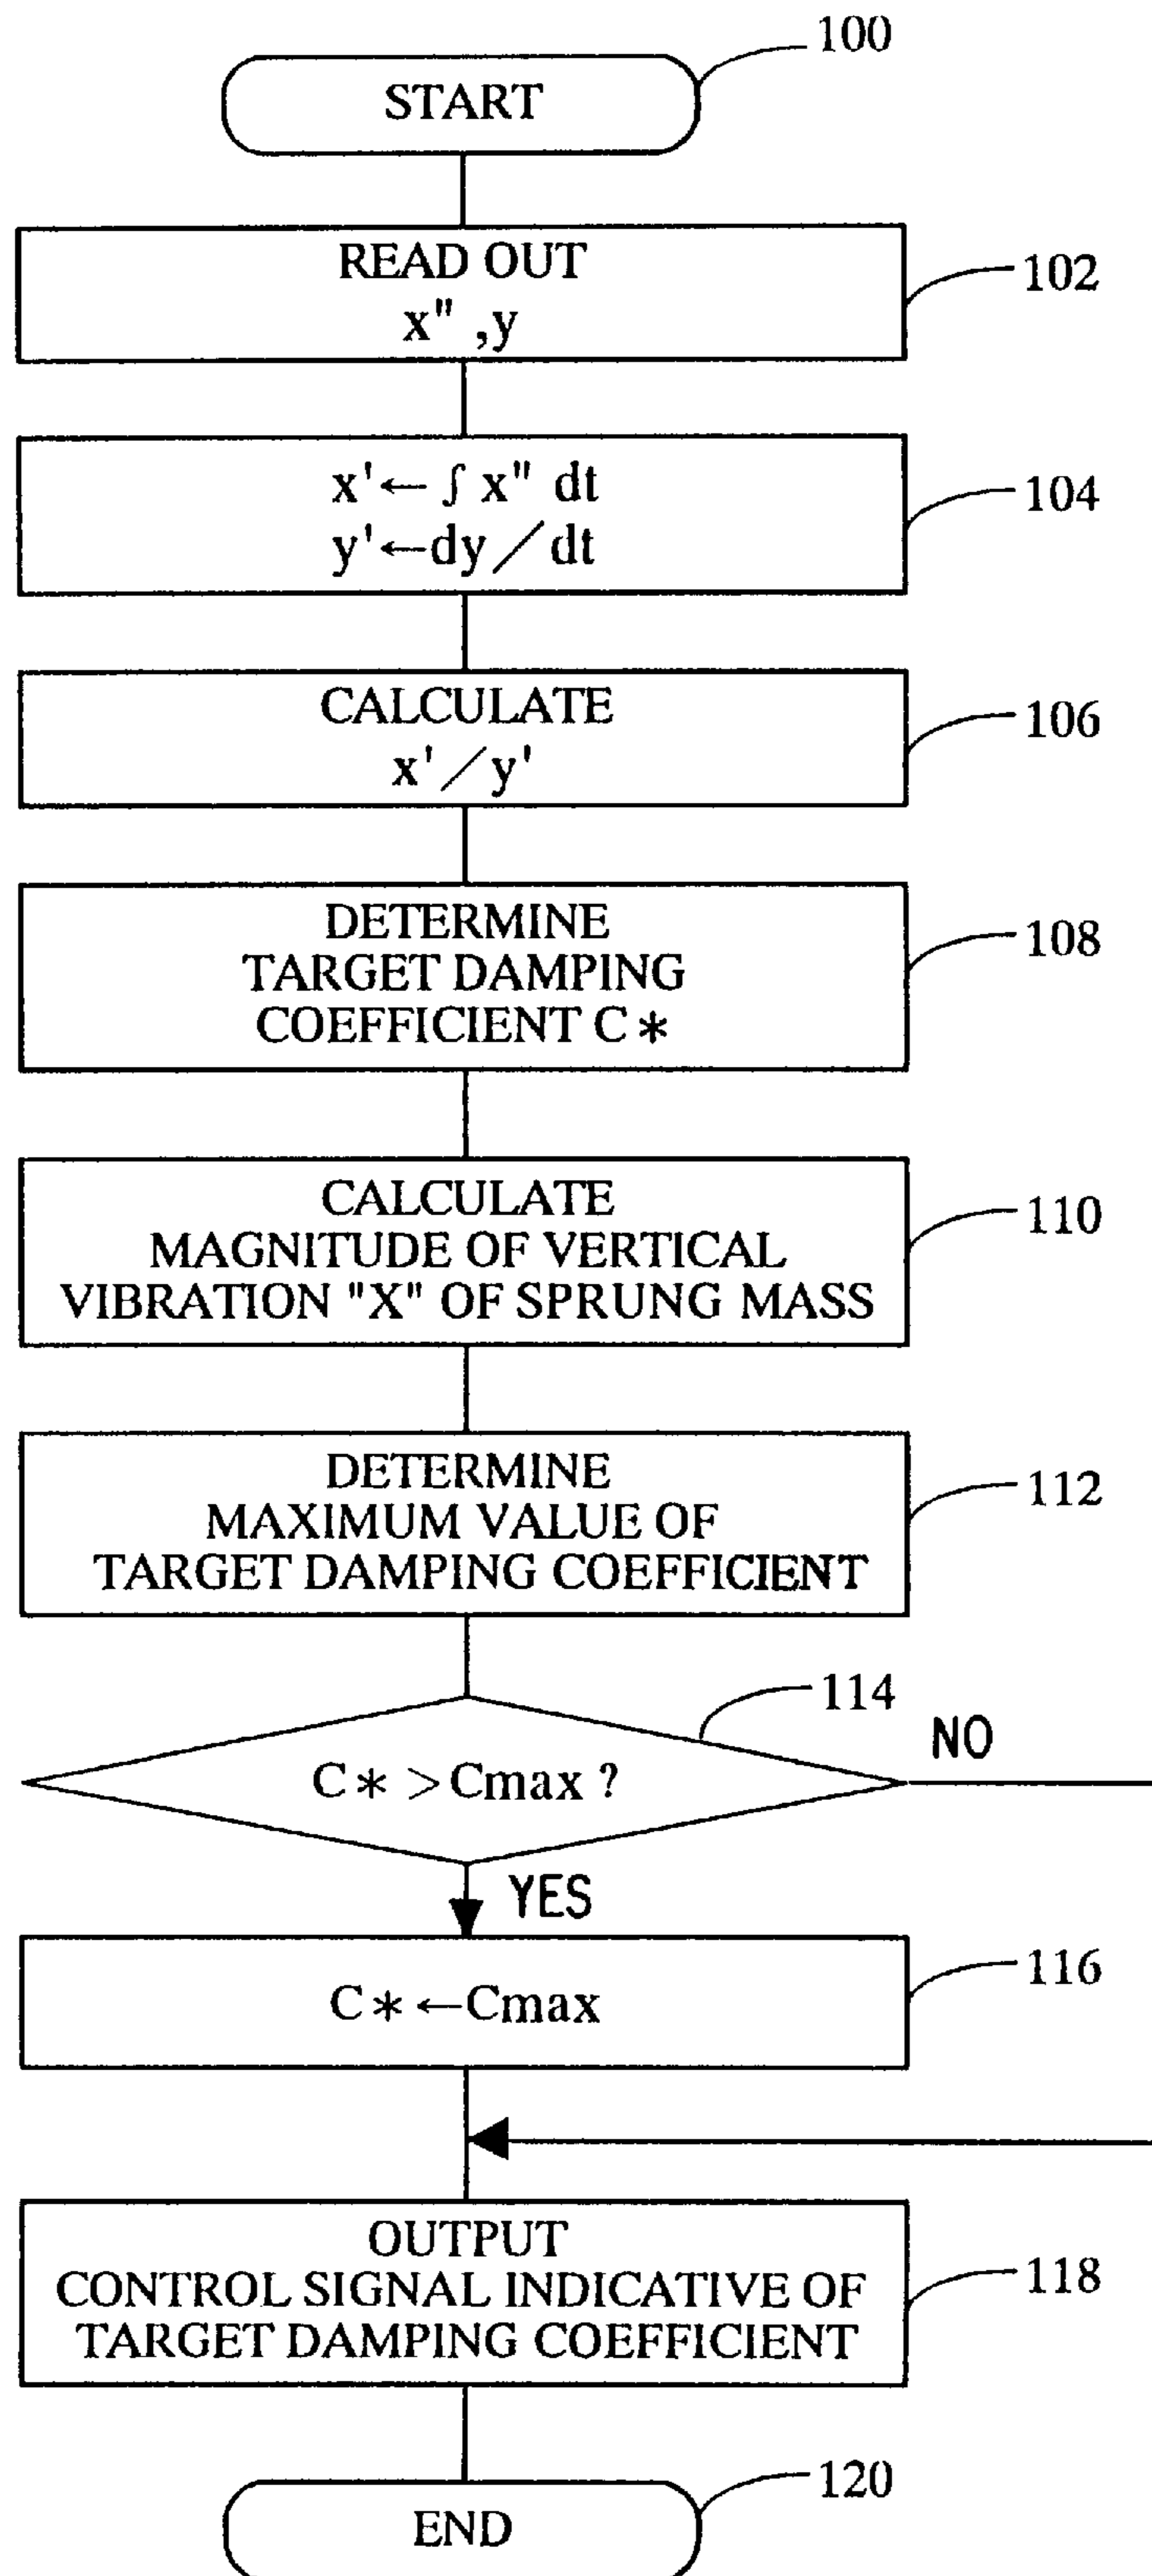 100
START
READ OUT
x" ,y
102
x'←∫ x" dt
y'←dy/dt
104
CALCULATE
x'/y'
106
DETERMINE
TARGET DAMPING
COEFFICIENT C*
108
CALCULATE
MAGNITUDE OF VERTICAL
VIBRATION "X" OF SPRUNG MASS
110
DETERMINE
MAXIMUM VALUE OF
TARGET DAMPING COEFFICIENT
112
114
C* >Cmax ?
NO
YES
C*←Cmax
116
OUTPUT
CONTROL SIGNAL INDICATIVE OF
TARGET DAMPING COEFFICIENT
118
120
END